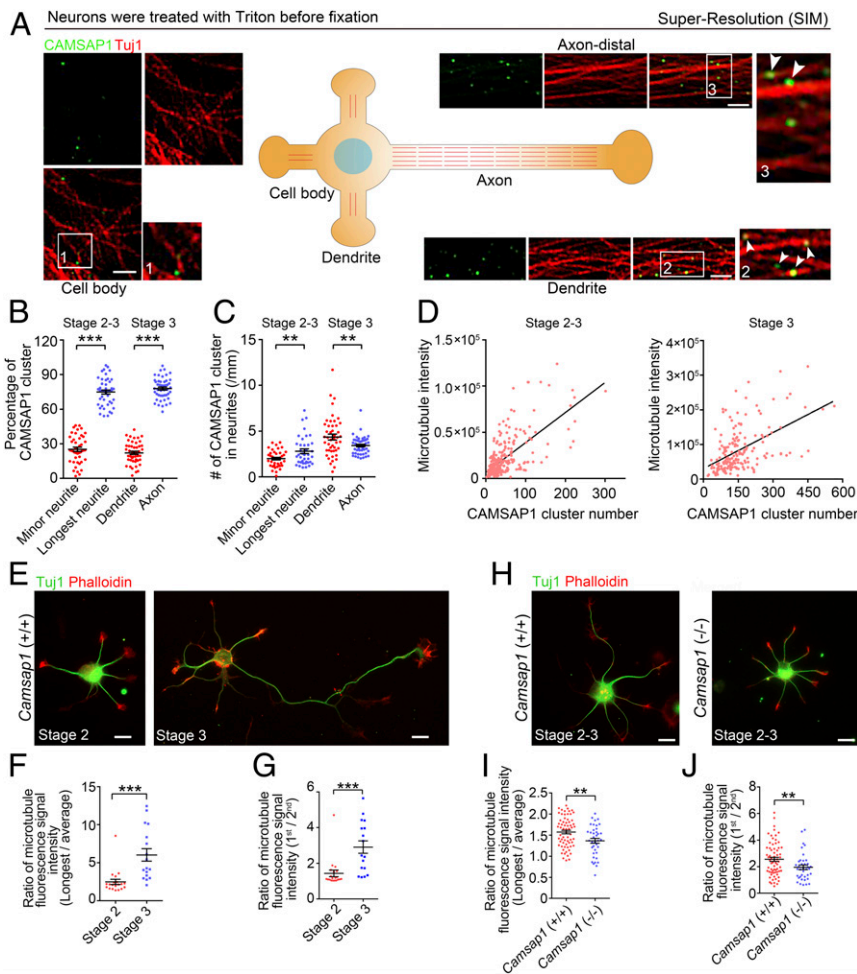 Neurons were treated with Triton before fixation
Super-Resolution (SIM)
A
CAMSAP1 Tuj1
1
1
Cell body
Cell body
Axon
Dendrite
Axon-distal
3
3
2
2
Dendrite
B
Stage 2-3
Stage 3
***
***
Percentage of
CAMSAP1 cluster
120
90
60
30
0
Minor neurite
Longest neurite
Dendrite
Axon
C
Stage 2-3
Stage 3
**
**
# of CAMSAP1 cluster
in neurites (/mm)
15
10
5
0
Minor neurite
Longest neurite
Dendrite
Axon
D
Stage 2-3
Microtubule intensity
1.5×10⁵
1.0×10⁵
0.5×10⁵
0
0
100
200
300
CAMSAP1 cluster number
Stage 3
Microtubule intensity
4×10⁵
3×10⁵
2×10⁵
1×10⁵
0
0
150
300
450
600
CAMSAP1 cluster number
E
Tuj1 Phalloidin
Camsap1 (+/+)
Stage 2
Stage 3
H
Tuj1 Phalloidin
Camsap1 (+/+)
Stage 2-3
Camsap1 (-/-)
Stage 2-3
F
***
Ratio of microtubule
fluorescence signal
intensity
(Longest / average)
15
10
5
0
Stage 2
Stage 3
G
***
Ratio of microtubule
fluorescence signal
intensity (1st / 2nd)
6
4
2
0
Stage 2
Stage 3
I
**
Ratio of microtubule
fluorescence signal intensity
(Longest / average)
2.5
2.0
1.5
1.0
0.5
0
Camsap1 (+/+)
Camsap1 (-/-)
J
**
Ratio of microtubule
fluorescence signal
intensity (1st / 2nd)
8
6
4
2
0
Camsap1 (+/+)
Camsap1 (-/-)